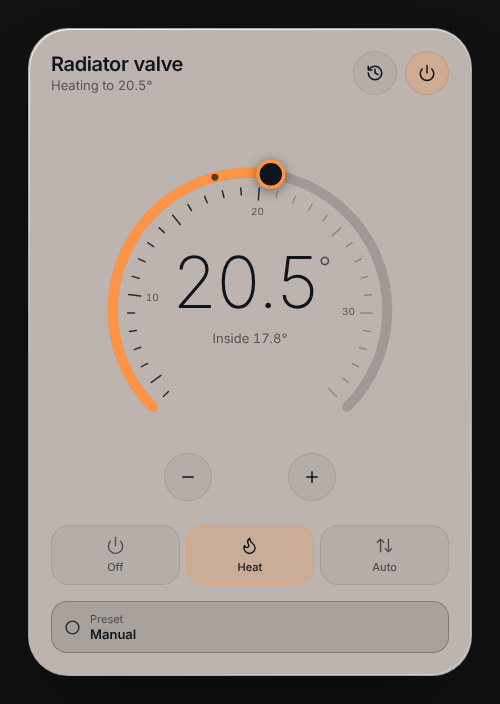 Radiator valve
Heating to 20.5°
20
20.5°
10
30
Inside 17.8°
Off
Heat
Auto
Preset
Manual